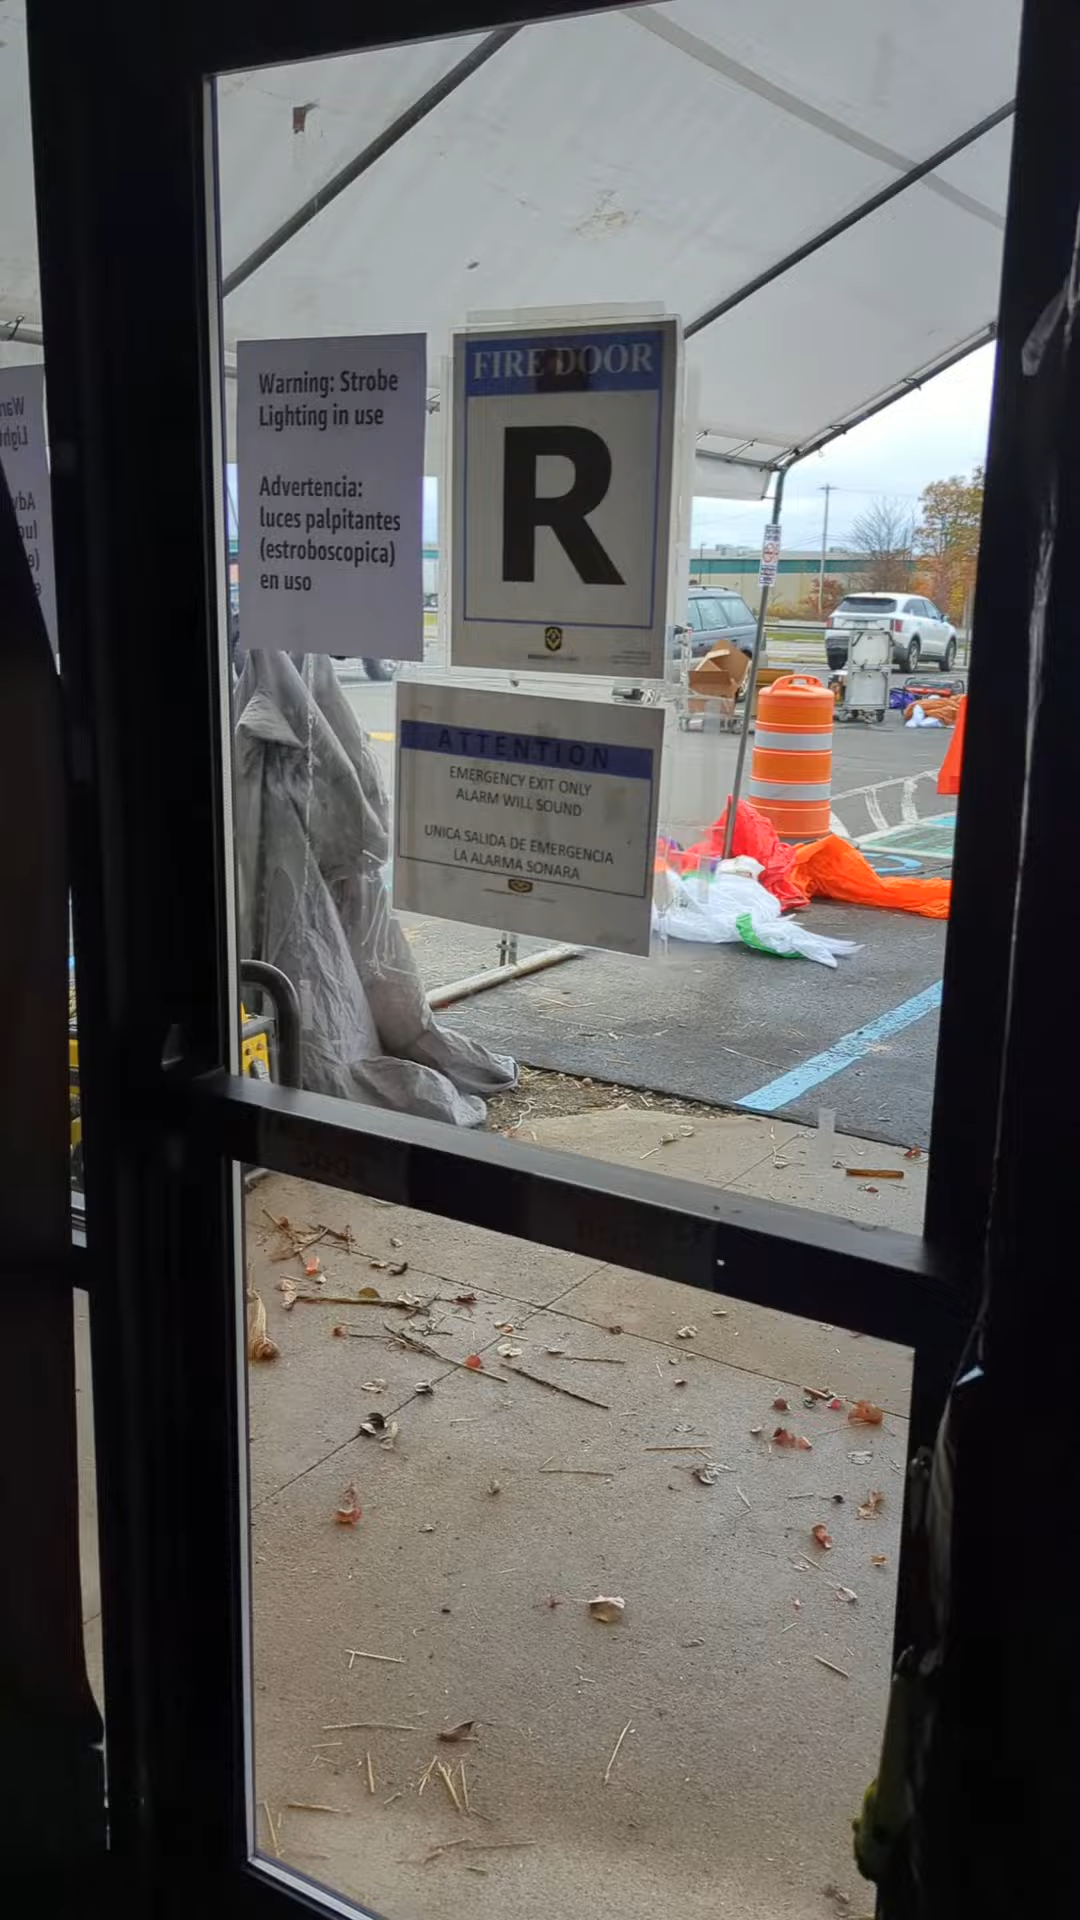 Warning: Strobe
Lighting in use
Advertencia:
luces palpitantes
(estroboscopica)
en uso
FIRE DOOR
R
ATTENTION
EMERGENCY EXIT ONLY
ALARM WILL SOUND
UNICA SALIDA DE EMERGENCIA
LA ALARMA SONARA